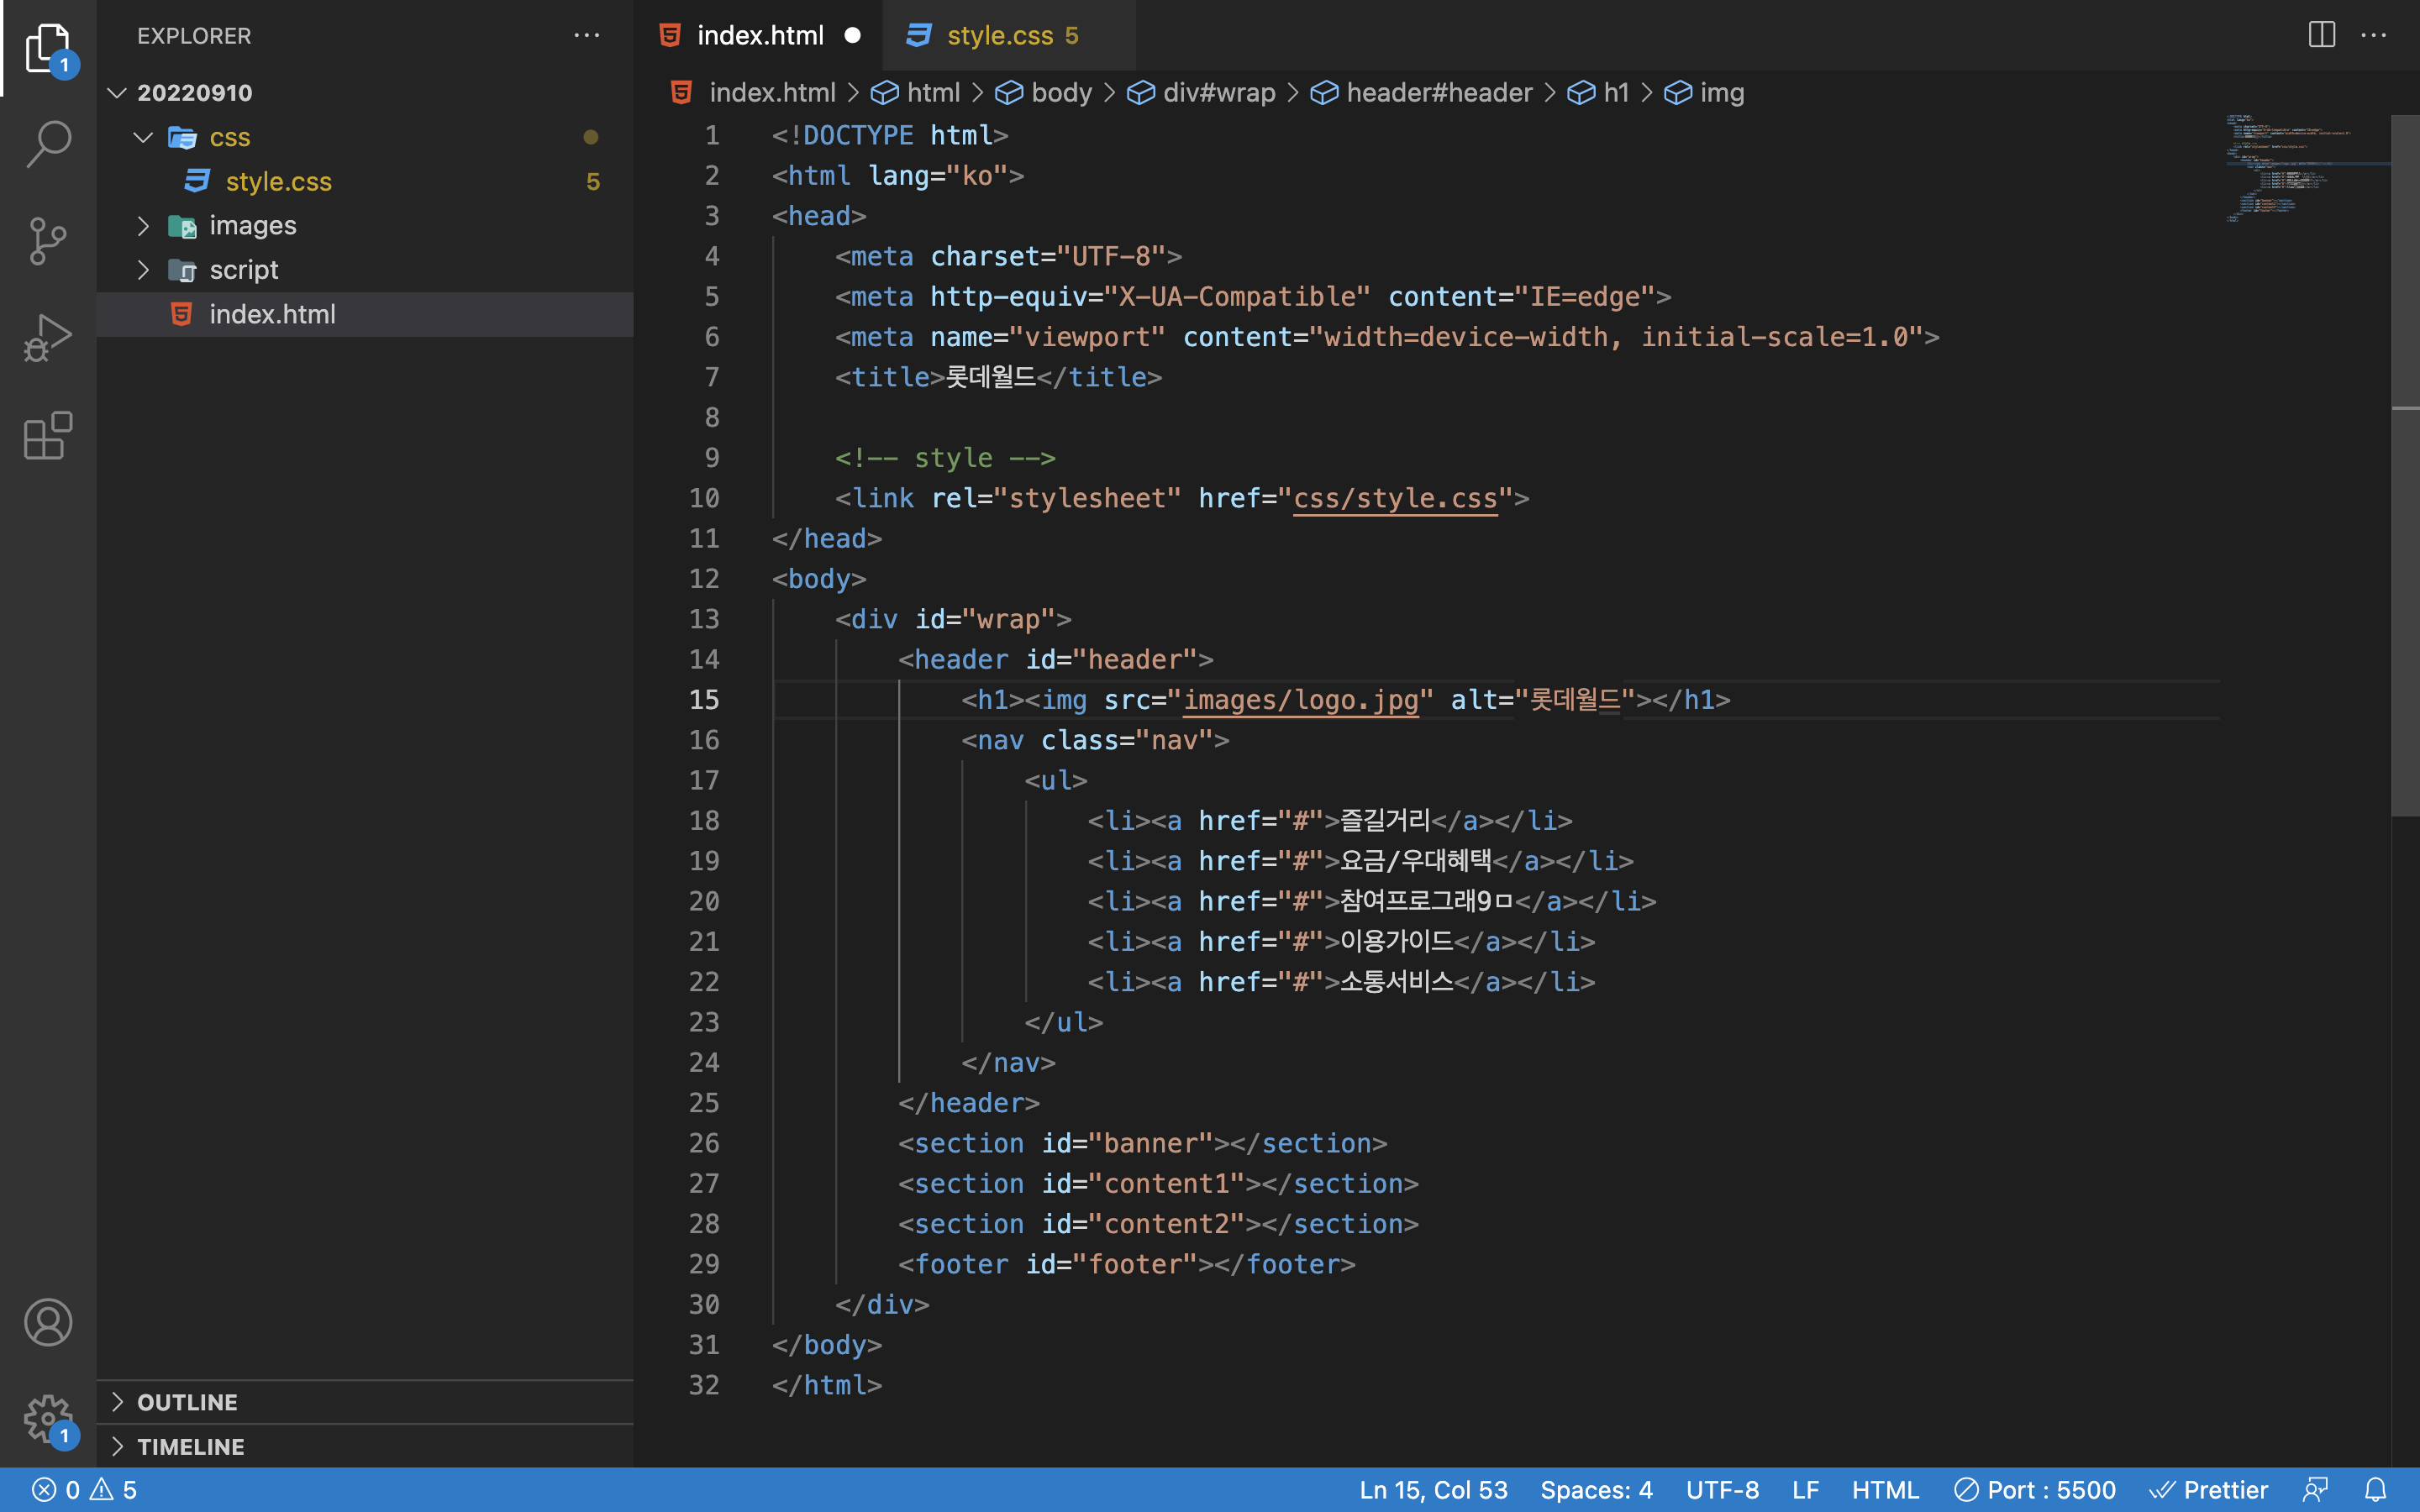 EXPLORER
1
20220910
css
style.css 5
images
script
index.html
OUTLINE
1
TIMELINE
index.html
style.css 5
index.html > html > body > div#wrap > header#header > h1 > img
1 <!DOCTYPE html>
2 <html lang="ko">
3 <head>
4 <meta charset="UTF-8">
5 <meta http-equiv="X-UA-Compatible" content="IE=edge">
6 <meta name="viewport" content="width=device-width, initial-scale=1.0">
7 <title>롯데월드</title>
8
9 <!-- style -->
10 <link rel="stylesheet" href="css/style.css">
11 </head>
12 <body>
13 <div id="wrap">
14 <header id="header">
15 <h1><img src="images/logo.jpg" alt="롯데월드"></h1>
16 <nav class="nav">
17 <ul>
18 <li><a href="#">즐길거리</a></li>
19 <li><a href="#">요금/우대혜택</a></li>
20 <li><a href="#">참여프로그래9ㅁ</a></li>
21 <li><a href="#">이용가이드</a></li>
22 <li><a href="#">소통서비스</a></li>
23 </ul>
24 </nav>
25 </header>
26 <section id="banner"></section>
27 <section id="content1"></section>
28 <section id="content2"></section>
29 <footer id="footer"></footer>
30 </div>
31 </body>
32 </html>
0 5 Ln 15, Col 53 Spaces: 4 UTF-8 LF HTML Port : 5500 Prettier